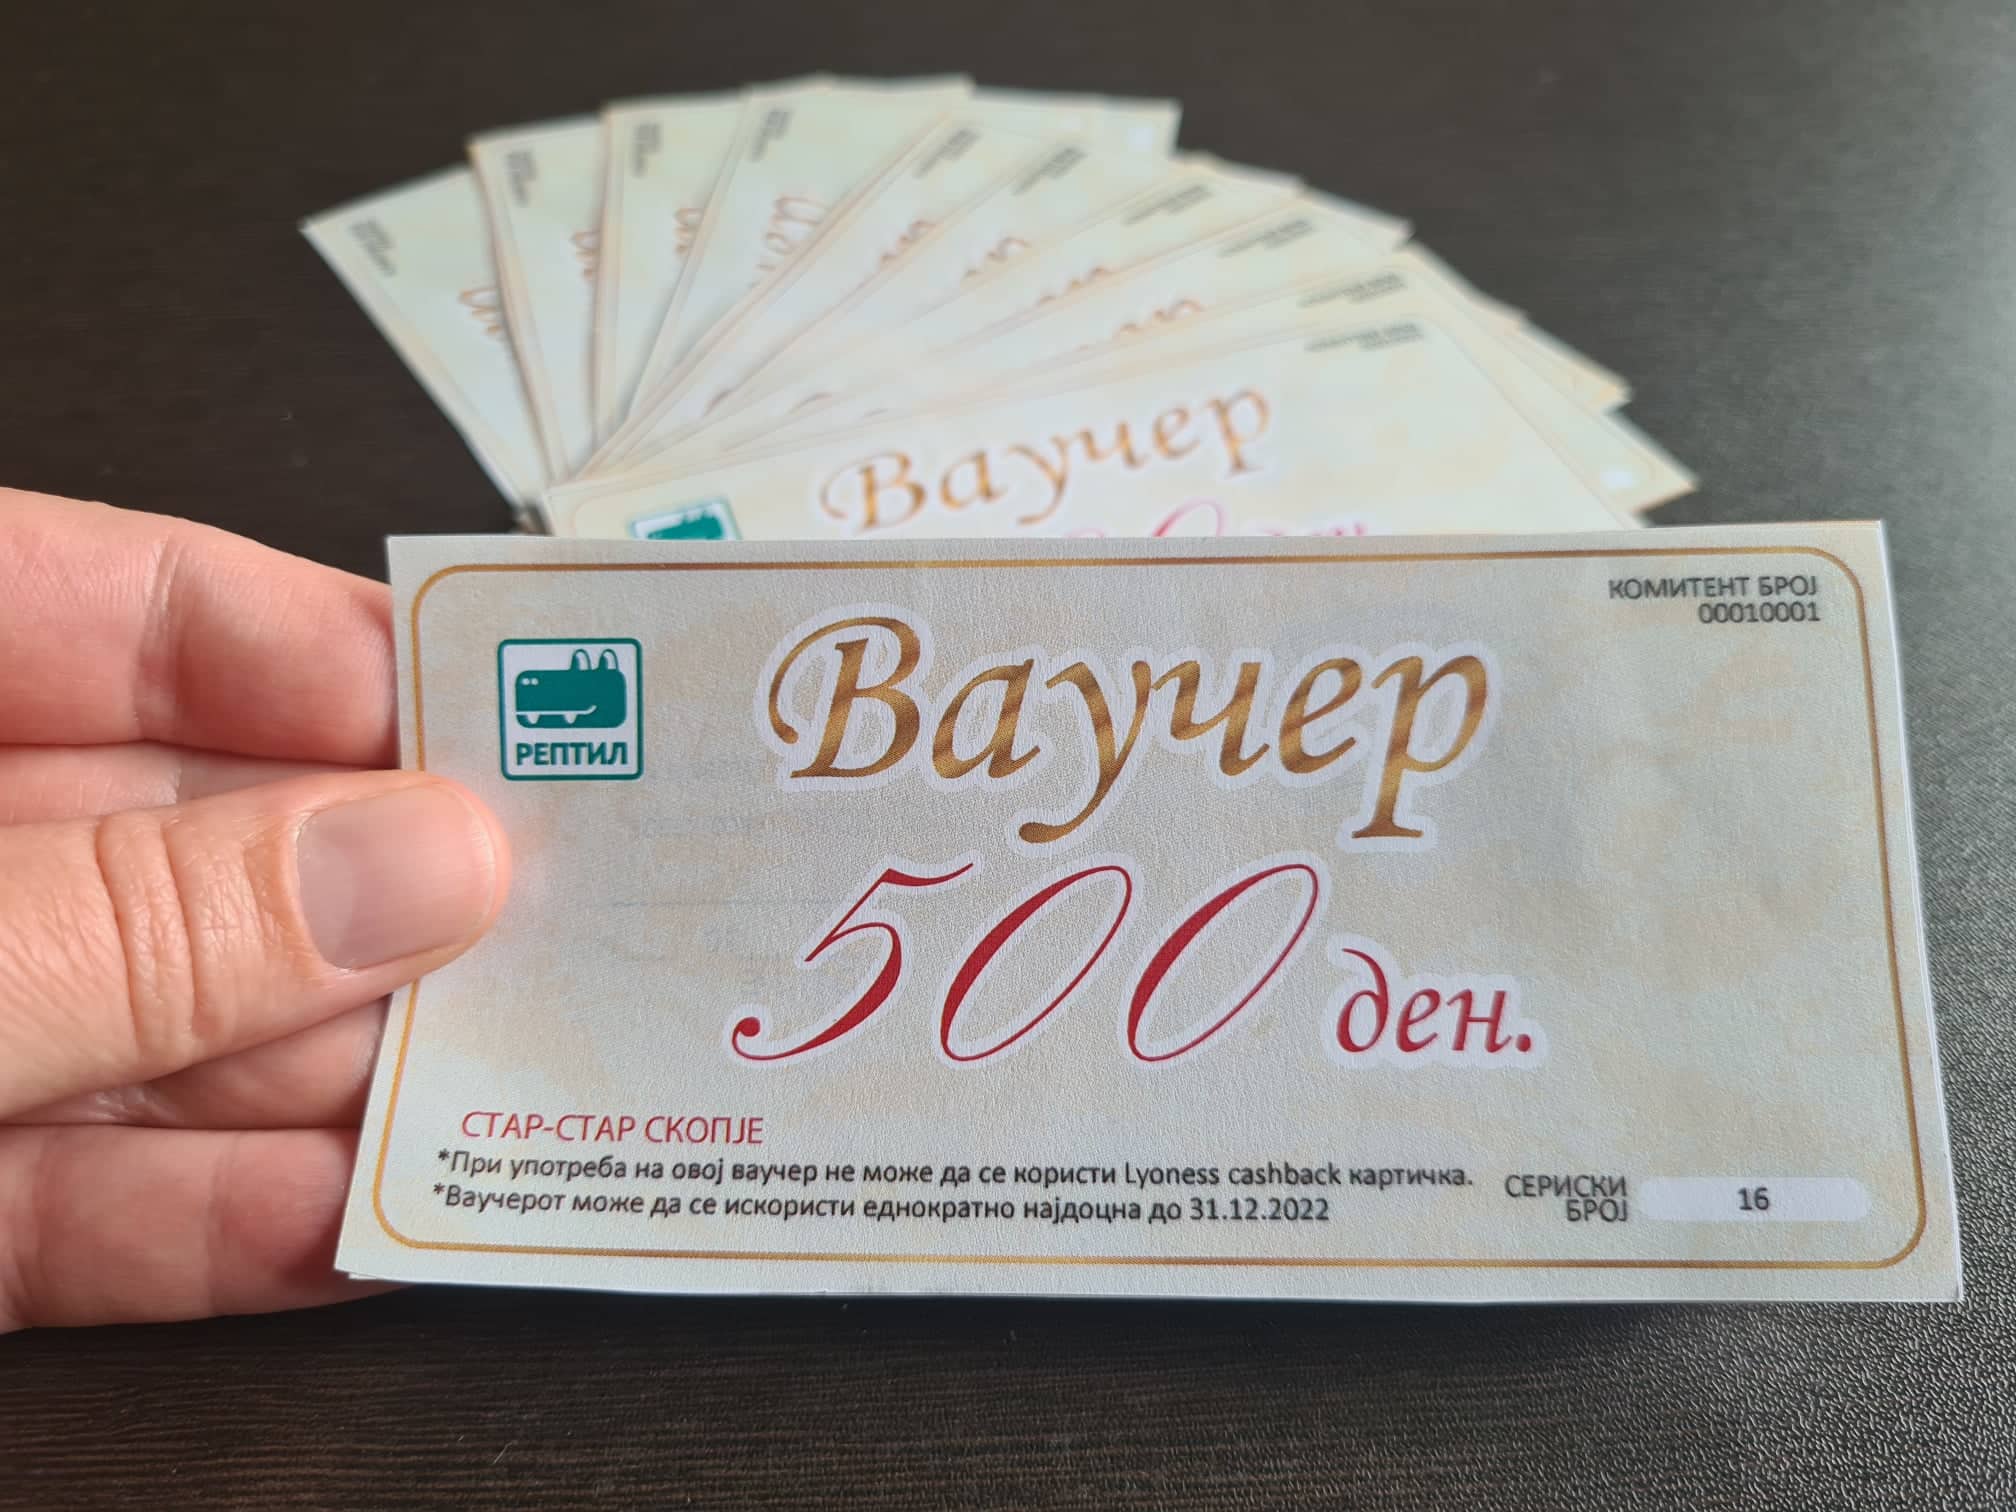 Ваучер
КОМИТЕНТ БРОЈ
00010001
РЕПТИЛ
Ваучер
500 ден.
СТАР-СТАР СКОПЈЕ
*При употреба на овој ваучер не може да се користи Lyoness cashback картичка.
*Ваучерот може да се искористи еднократно најдоцна до 31.12.2022
СЕРИСКИ
БРОЈ
16